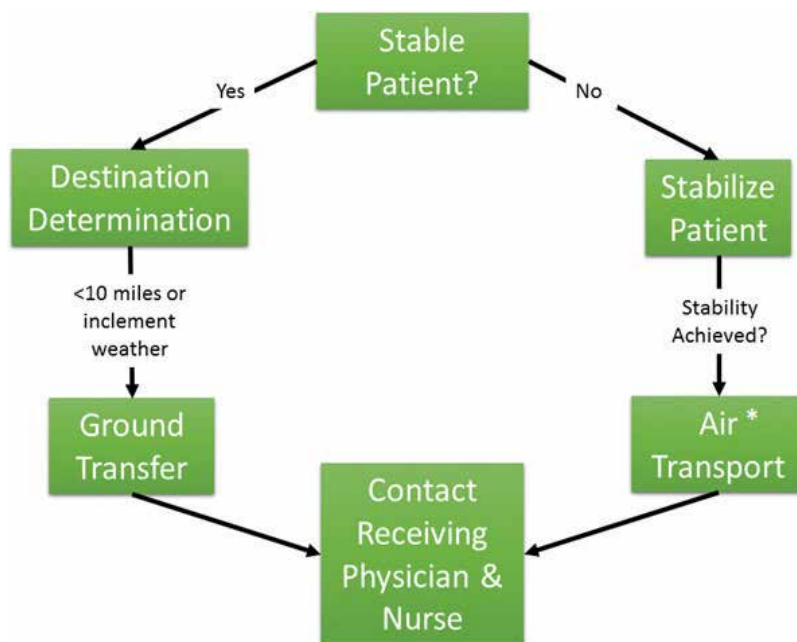 Stable
Patient?
Yes
No
Destination
Determination
Stabilize
Patient
<10 miles or
inclement
weather
Stability
Achieved?
Ground
Transfer
Air *
Transport
Contact
Receiving
Physician &
Nurse